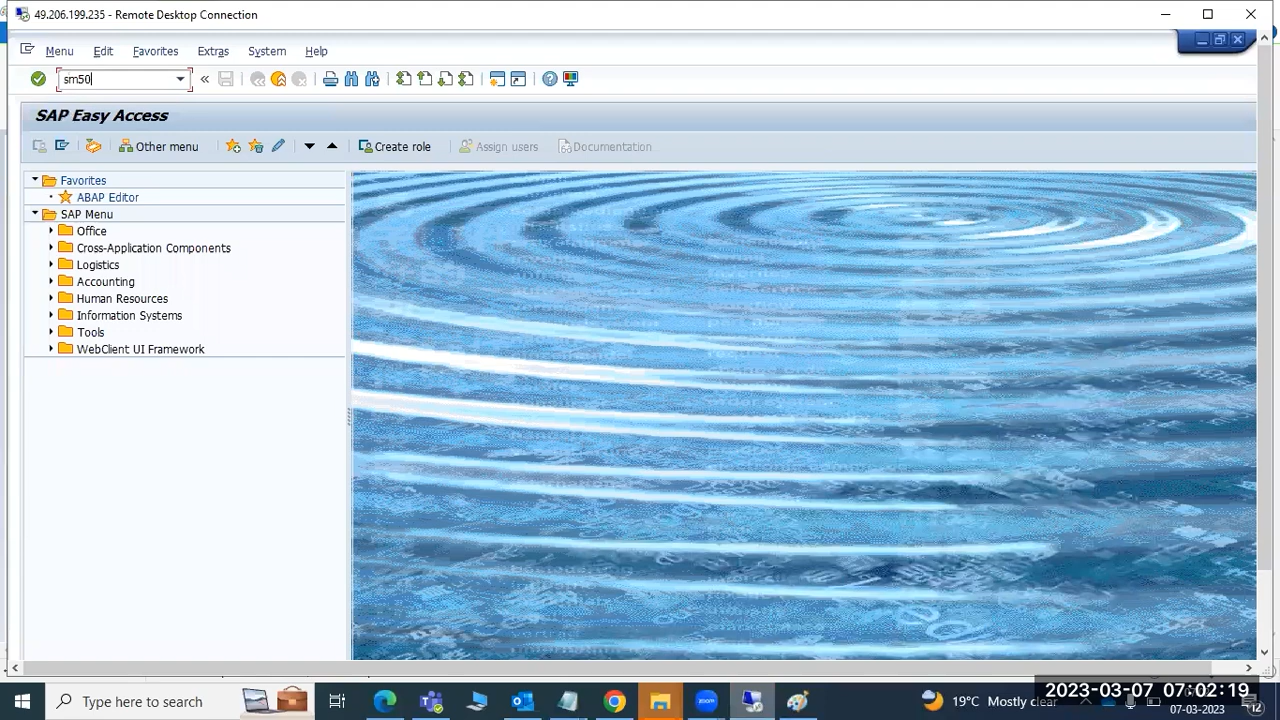 49.206.199.235 - Remote Desktop Connection
Menu Edit Favorites Extras System Help
sm50
SAP Easy Access
Other menu Create role Assign users Documentation
Favorites
ABAP Editor
SAP Menu
Office
Cross-Application Components
Logistics
Accounting
Human Resources
Information Systems
Tools
WebClient UI Framework
Type here to search
zoom
19°C Mostly clear
2023-03-07 07:02:19
07-03-2023
12